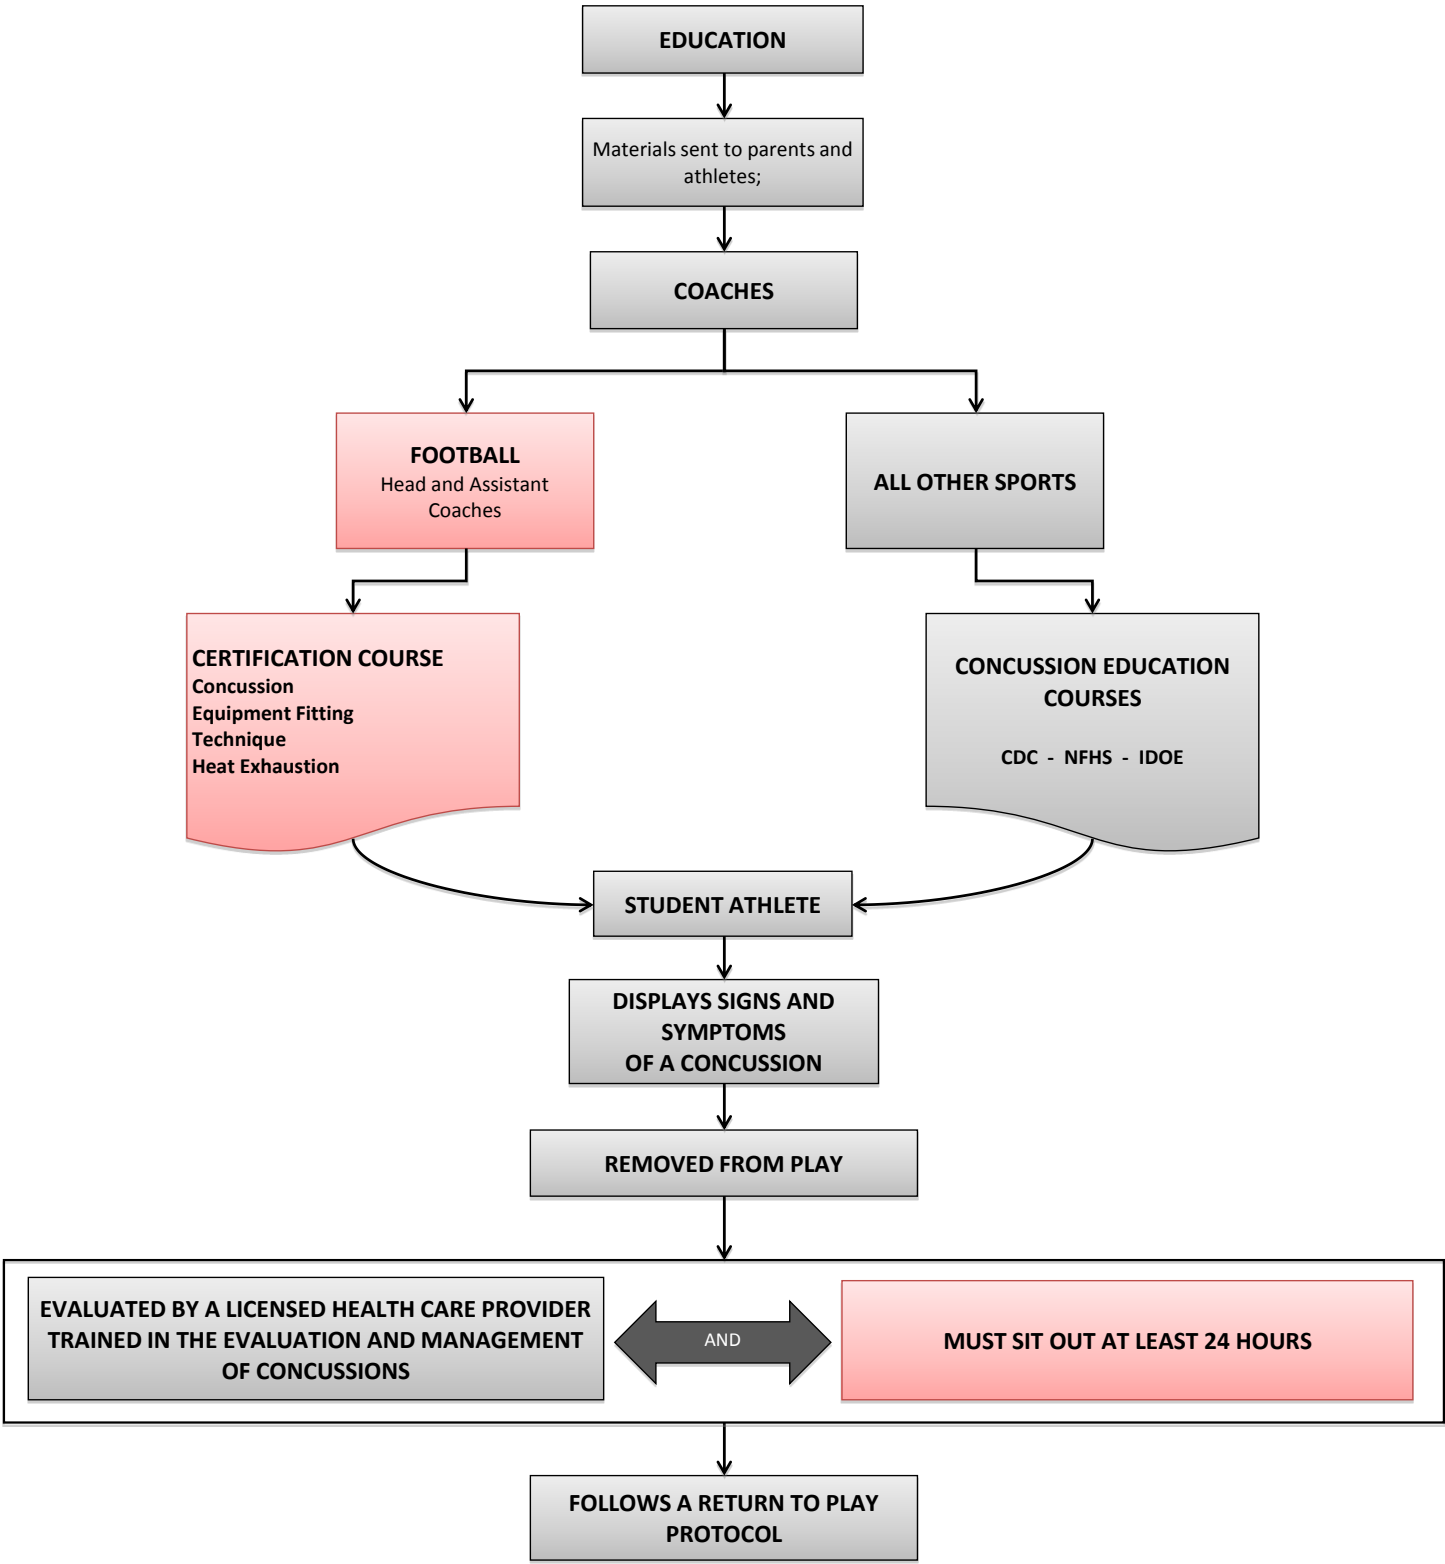 EDUCATION
Materials sent to parents and
athletes;
COACHES
FOOTBALL
Head and Assistant
Coaches
ALL OTHER SPORTS
CERTIFICATION COURSE
Concussion
Equipment Fitting
Technique
Heat Exhaustion
CONCUSSION EDUCATION
COURSES
CDC - NFHS - IDOE
STUDENT ATHLETE
DISPLAYS SIGNS AND
SYMPTOMS
OF A CONCUSSION
REMOVED FROM PLAY
EVALUATED BY A LICENSED HEALTH CARE PROVIDER
TRAINED IN THE EVALUATION AND MANAGEMENT
OF CONCUSSIONS
AND
MUST SIT OUT AT LEAST 24 HOURS
FOLLOWS A RETURN TO PLAY
PROTOCOL